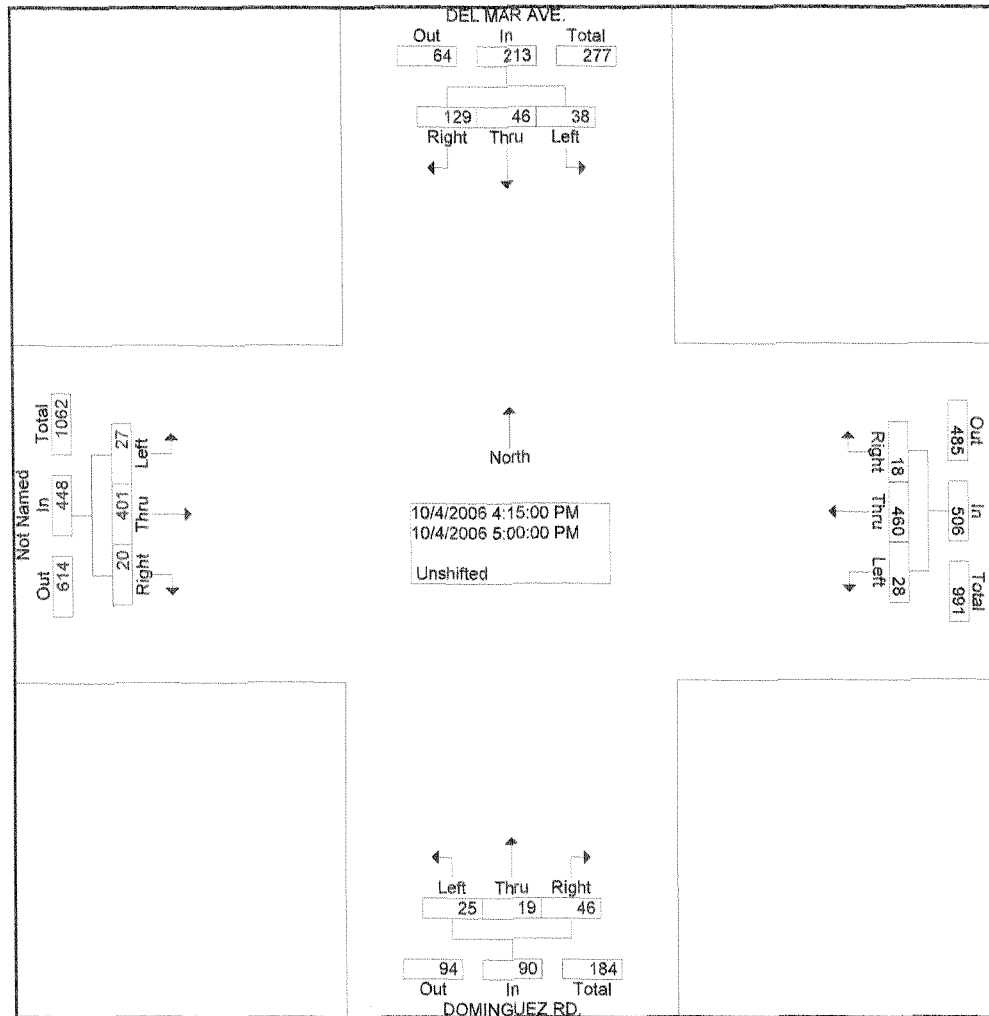 DEL MAR AVE.
Out In Total
64 213 277
129 46 38
Right Thru Left
Total In Out
1062 448 614
Not Named
27 401 20
Left Thru Right
North
10/4/2006 4:15:00 PM
10/4/2006 5:00:00 PM
Unshifted
Right Thru Left
18 460 28
Out In Total
485 506 991
Left Thru Right
25 19 46
94 90 184
Out In Total
DOMINGUEZ RD.